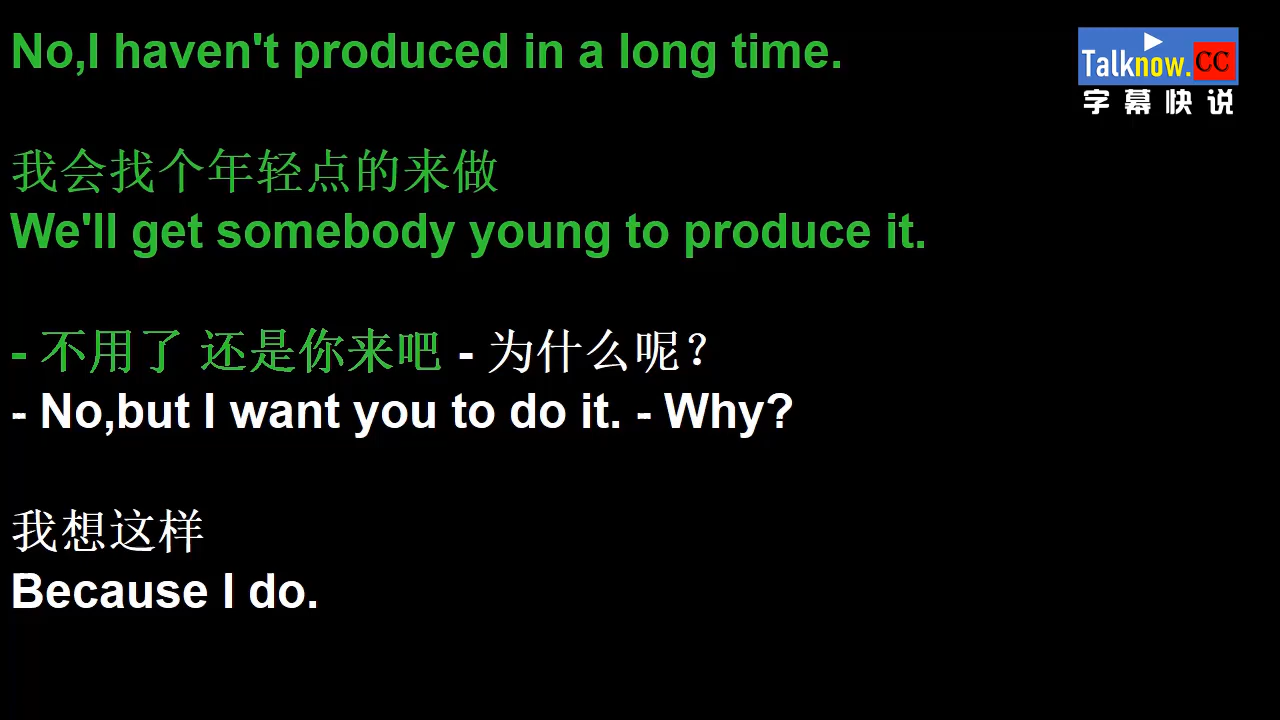 No,I haven't produced in a long time.
Talknow.CC
字幕快说
我会找个年轻点的来做
We'll get somebody young to produce it.
- 不用了 还是你来吧 - 为什么呢？
- No,but I want you to do it. - Why?
我想这样
Because I do.